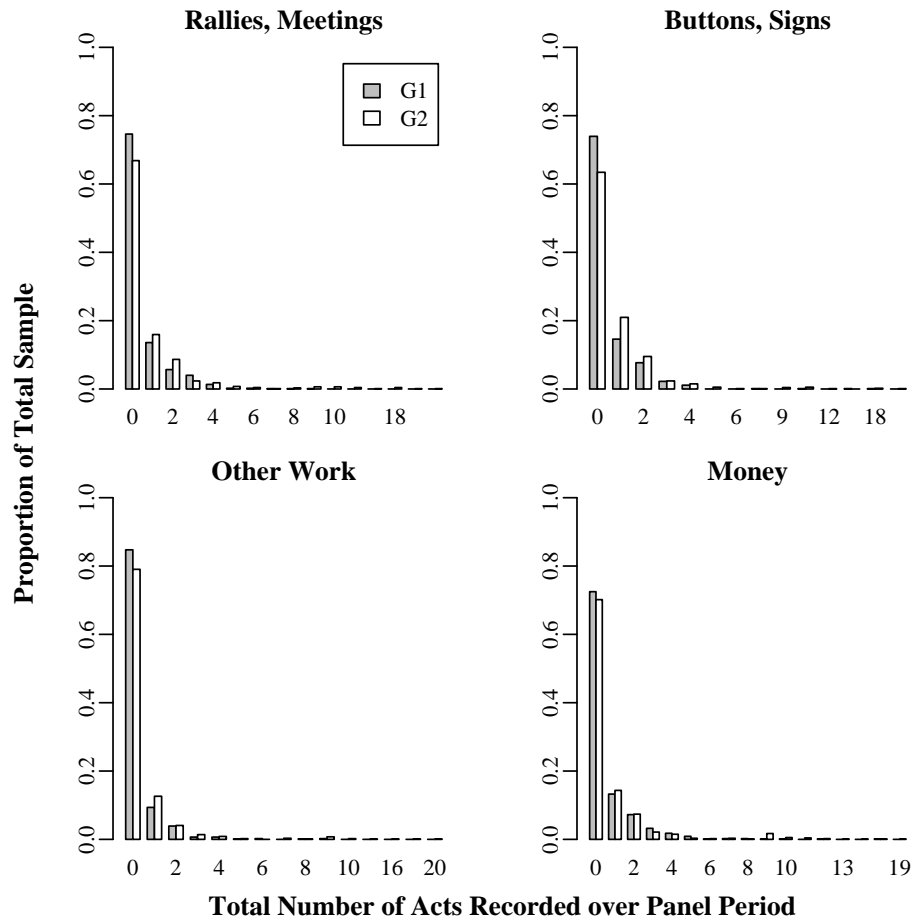 Rallies, Meetings
Buttons, Signs
G1
G2
0.0 0.2 0.4 0.6 0.8 1.0
0 2 4 6 8 10 18
0.0 0.2 0.4 0.6 0.8 1.0
0 2 4 6 9 12 18
Other Work
Money
0.0 0.2 0.4 0.6 0.8 1.0
0 2 4 6 8 10 16 20
0.0 0.2 0.4 0.6 0.8 1.0
0 2 4 6 8 10 13 19
Proportion of Total Sample
Total Number of Acts Recorded over Panel Period